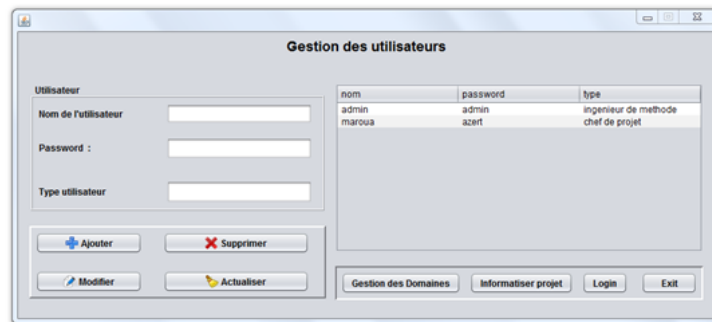 Gestion des utilisateurs
Utilisateur
Nom de l'utilisateur
Password :
Type utilisateur
Ajouter
Supprimer
Modifier
Actualiser
nom password type
admin admin ingenieur de methode
maroua azert chef de projet
Gestion des Domaines
Informatiser projet
Login
Exit